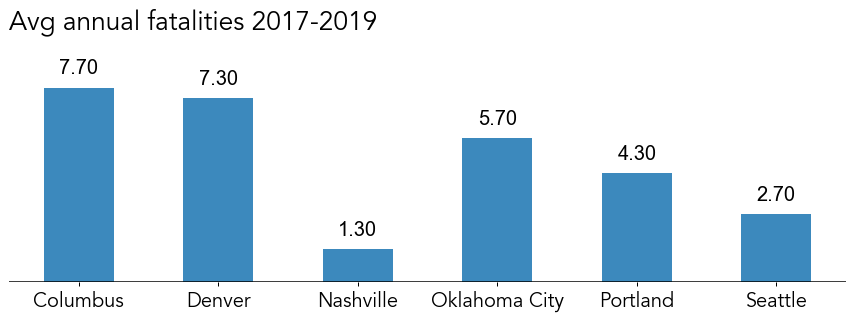 Avg annual fatalities 2017-2019
7.70
7.30
1.30
5.70
4.30
2.70
Columbus
Denver
Nashville
Oklahoma City
Portland
Seattle